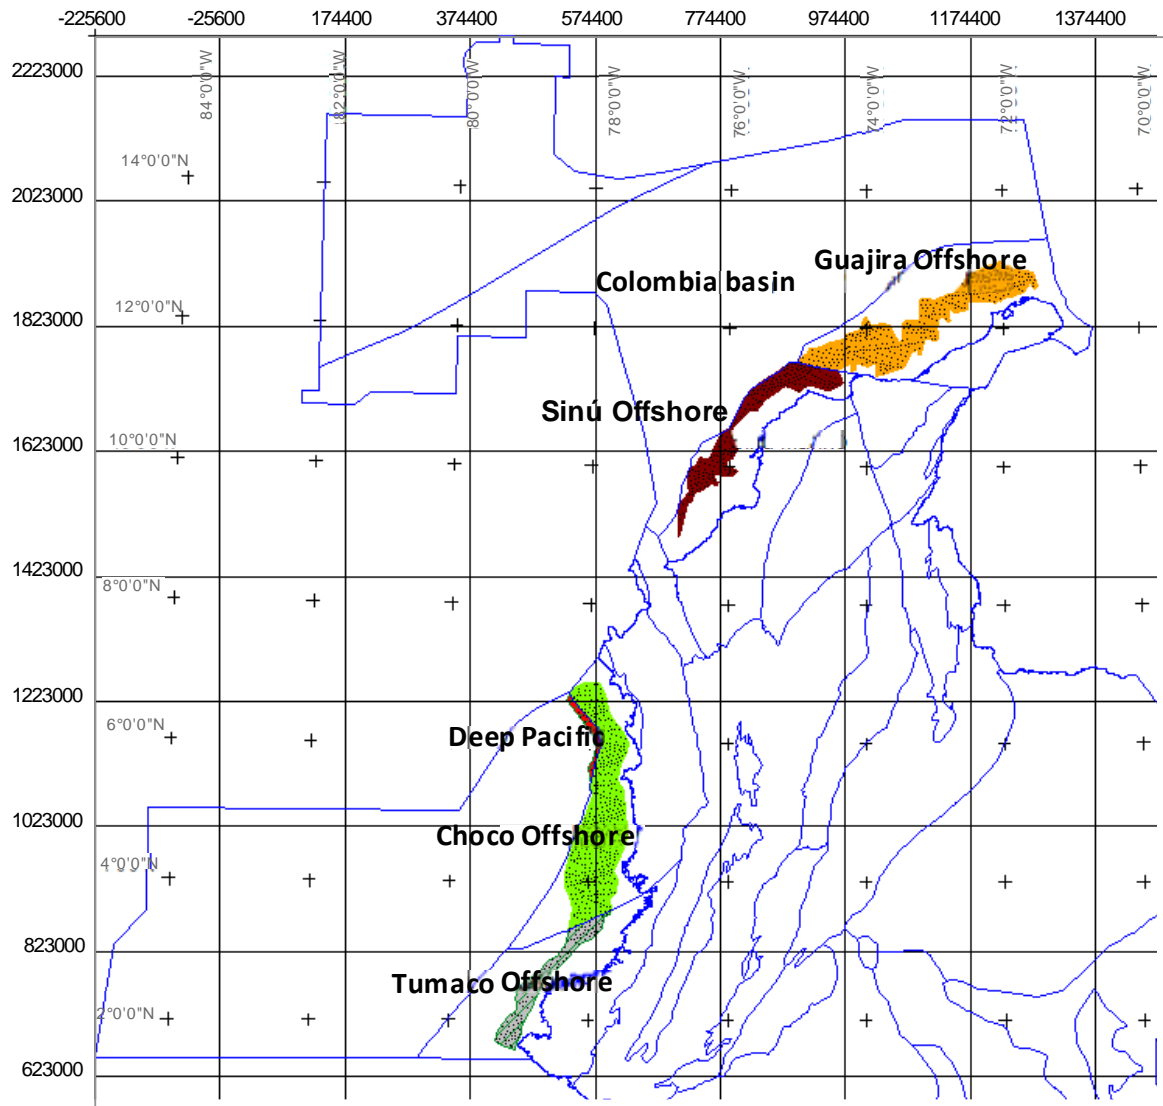 -225600 -25600 174400 374400 574400 774400 974400 1174400 1374400
84°0'0"W 82°0'0"W 80°0'0"W 78°0'0"W 76°0'0"W 74°0'0"W 72°0'0"W 70°0'0"W
2223000
14°0'0"N
2023000
Guajira Offshore
Colombia basin
12°0'0"N
1823000
Sinú Offshore
10°0'0"N
1623000
1423000
8°0'0"N
1223000
6°0'0"N
Deep Pacific
1023000
Choco Offshore
4°0'0"N
823000
Tumaco Offshore
2°0'0"N
623000